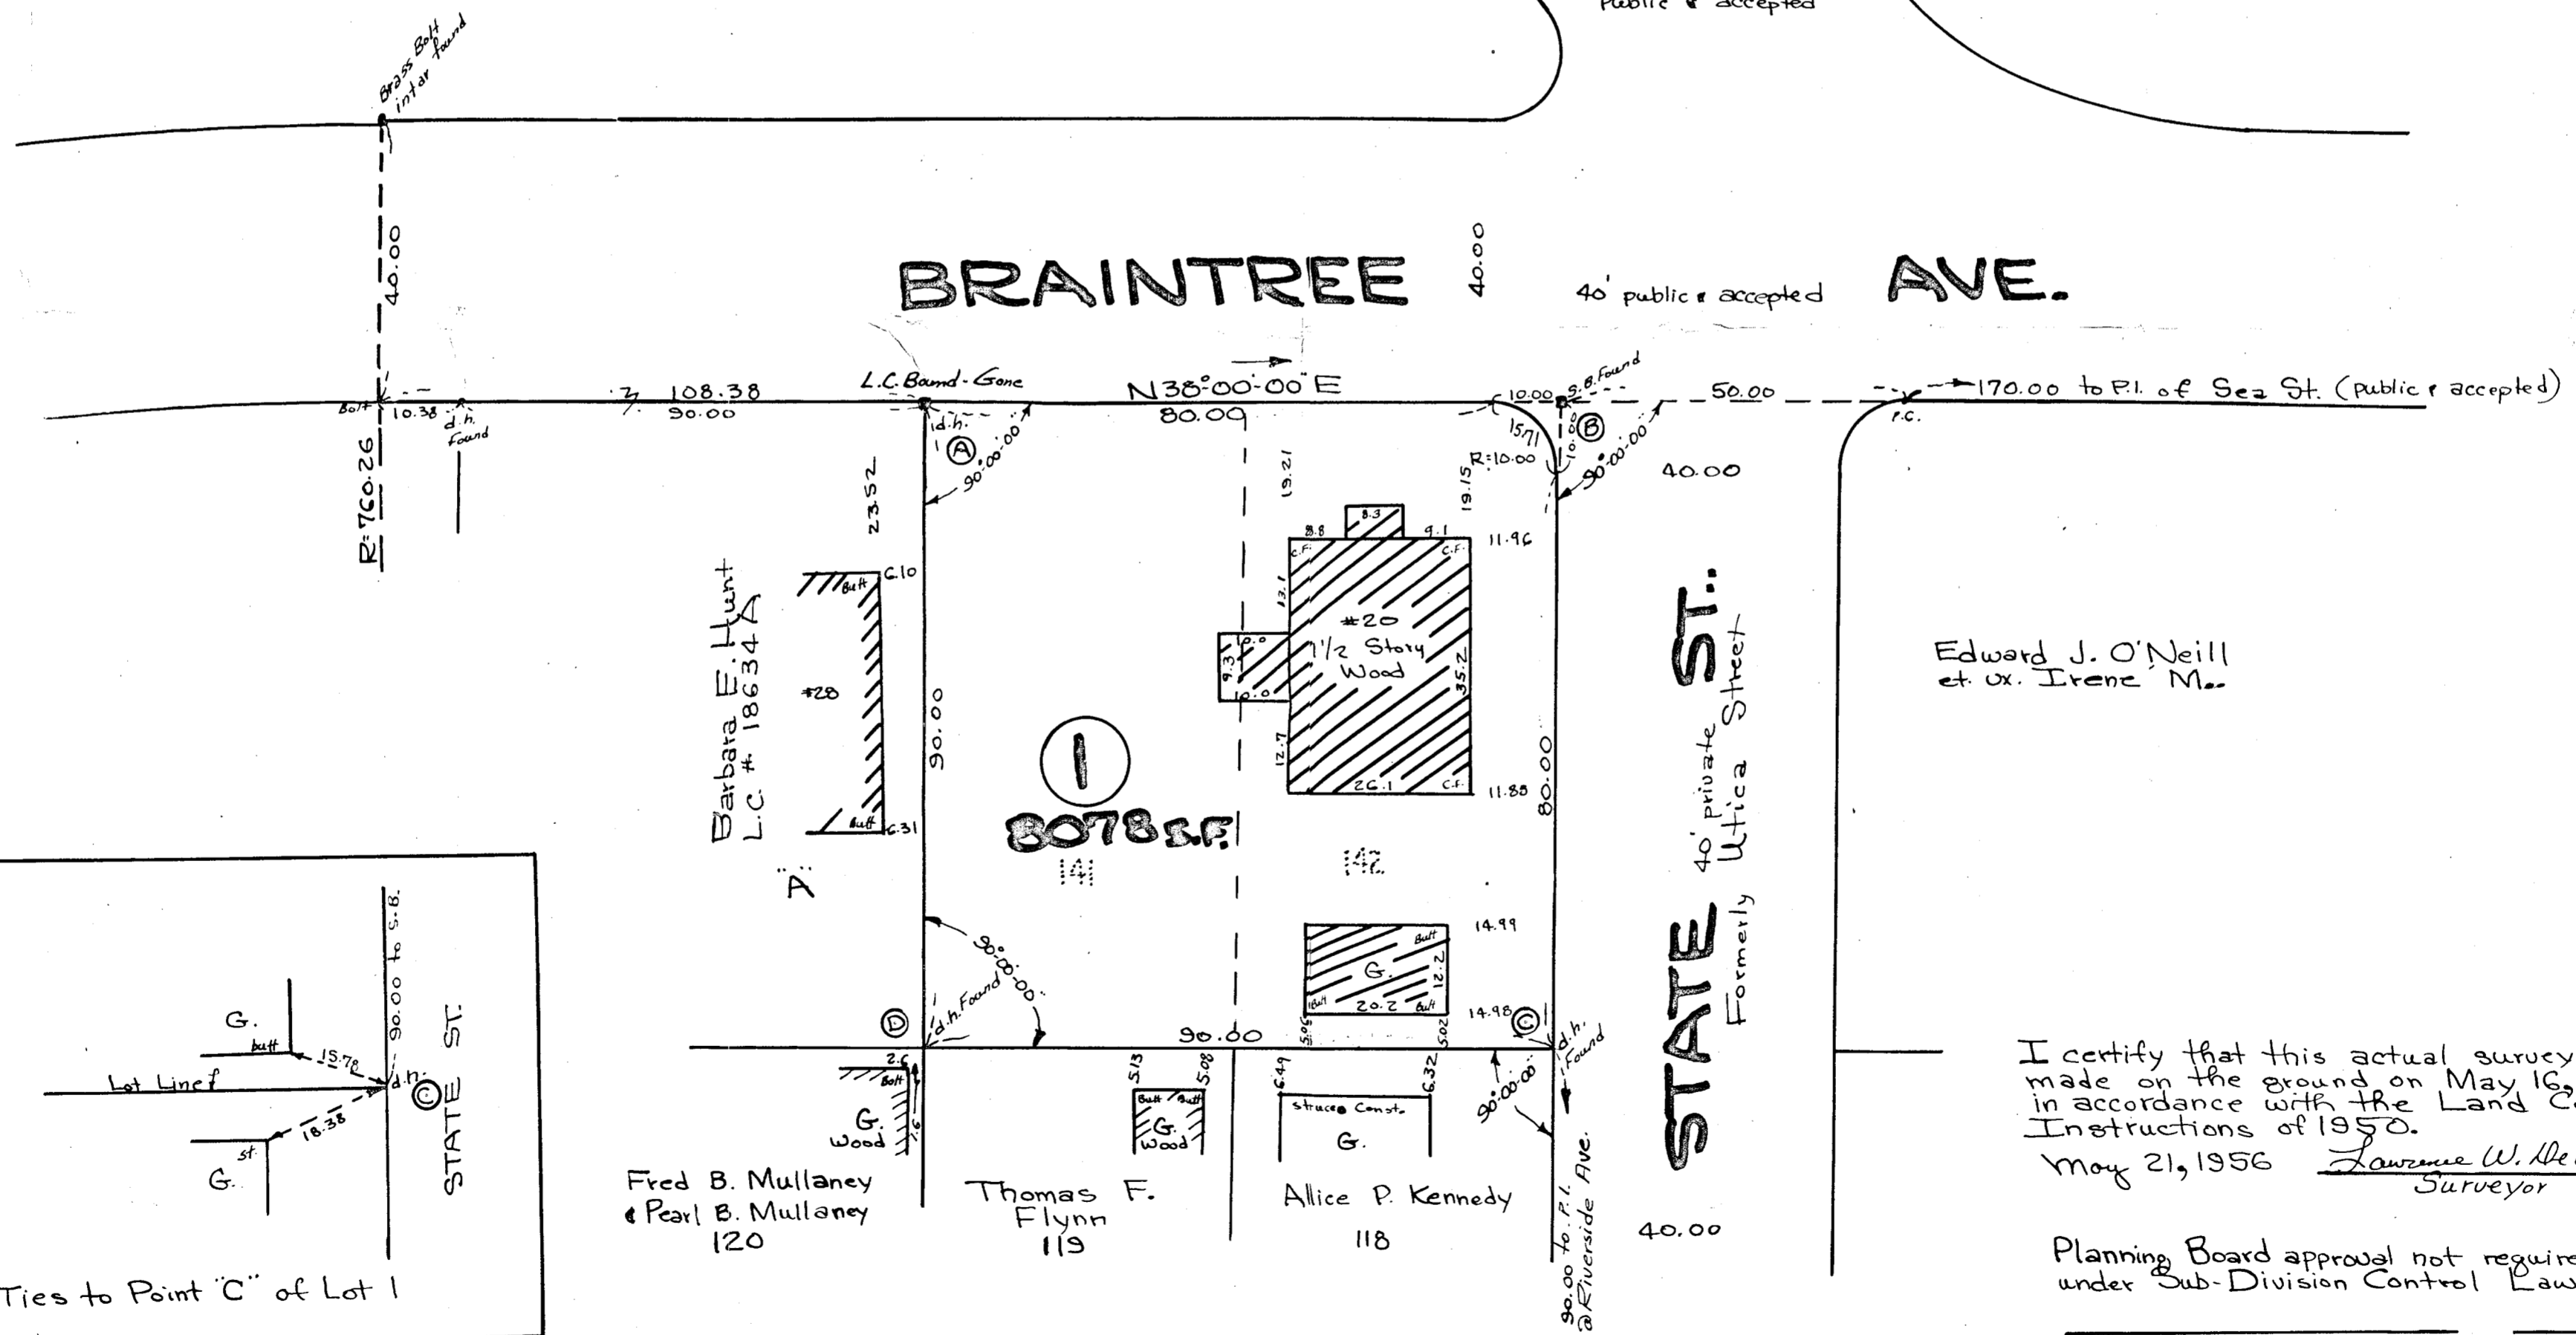 Public & accepted
Brass Bolt
in tar found
40.00
BRAINTREE AVE.
40.00
40' public & accepted
Bolt
10.38
d.h.
Found
108.38
90.00
L.C. Bound - Gone
d.h.
A
90°-00'-00"
N38°-00'-00"E
80.00
10.00
S.B. Found
50.00
170.00 to P.I. of Sea St. (public & accepted)
P.C.
15.71
10.00
B
R=10.00
90°-00'-00"
40.00
R=760.26
23.52
19.21
19.15
8.3
8.8
9.1
C.F.
C.F.
11.96
Barbara E. Hunt
L.C. # 18634A
Butt
6.10
#28
Butt
6.31
"A"
90.00
13.1
10.0
9.3
10.0
12.7
#20
1 1/2 Story
Wood
35.2
26.1
C.F.
11.88
80.00
1
8078 S.F.
141
142
STATE ST..
40' private
Formerly Utica Street
Edward J. O'Neill
et. ux. Irene M..
90°-00'-00"
D
d.h. Found
90.00
14.99
Butt
G.
12.2
Butt
20.2
Butt
14.98
C
5.06
5.02
d.h.
Found
90°-00'-00"
90.00 to P.I.
@ Riverside Ave.
2.6
Bolt
G.
Wood
7.6
5.13
5.08
Butt
Butt
G.
Wood
6.49
6.32
Stucco Const.
G.
Fred B. Mullaney
& Pearl B. Mullaney
120
Thomas F.
Flynn
119
Allice P. Kennedy
118
40.00
90.00 to S.B.
G.
butt
15.78
Lot Line
d.h.
C
18.38
st.
G.
STATE ST.
Ties to Point "C" of Lot 1
I certify that this actual survey
made on the ground on May 16,
in accordance with the Land
Instructions of 1950.
May 21, 1956
Lawrence W.
Surveyor
Planning Board approval not
under Sub-Division Control Law